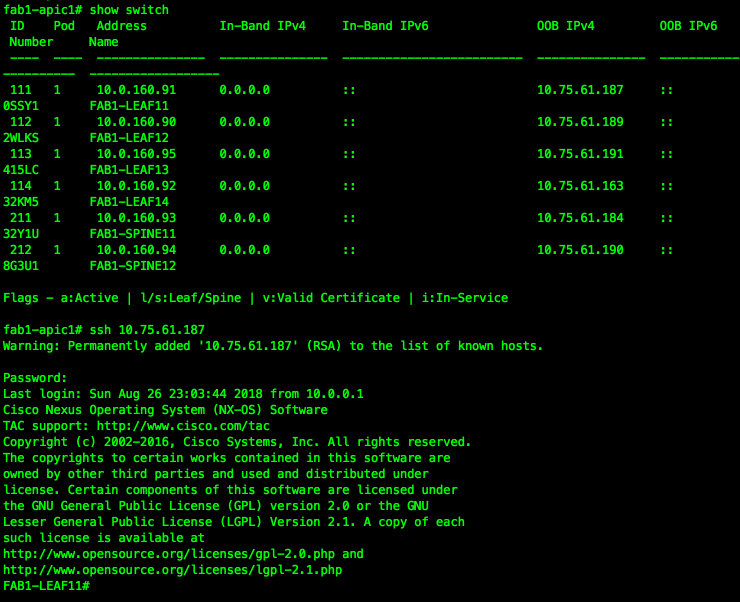 fab1-apic1# show switch
 ID    Pod   Address          In-Band IPv4     In-Band IPv6               OOB IPv4         OOB IPv6
 Number     Name
 ----  ----  ---------------  ---------------  -------------------------  ---------------  -----------
----------  ------------------
 111   1     10.0.160.91      0.0.0.0          ::                         10.75.61.187     ::
0SSY1       FAB1-LEAF11
 112   1     10.0.160.90      0.0.0.0          ::                         10.75.61.189     ::
2WLKS       FAB1-LEAF12
 113   1     10.0.160.95      0.0.0.0          ::                         10.75.61.191     ::
415LC       FAB1-LEAF13
 114   1     10.0.160.92      0.0.0.0          ::                         10.75.61.163     ::
32KM5       FAB1-LEAF14
 211   1     10.0.160.93      0.0.0.0          ::                         10.75.61.184     ::
32Y1U       FAB1-SPINE11
 212   1     10.0.160.94      0.0.0.0          ::                         10.75.61.190     ::
8G3U1       FAB1-SPINE12
Flags - a:Active | l/s:Leaf/Spine | v:Valid Certificate | i:In-Service
fab1-apic1# ssh 10.75.61.187
Warning: Permanently added '10.75.61.187' (RSA) to the list of known hosts.
Password:
Last login: Sun Aug 26 23:03:44 2018 from 10.0.0.1
Cisco Nexus Operating System (NX-OS) Software
TAC support: http://www.cisco.com/tac
Copyright (c) 2002-2016, Cisco Systems, Inc. All rights reserved.
The copyrights to certain works contained in this software are
owned by other third parties and used and distributed under
license. Certain components of this software are licensed under
the GNU General Public License (GPL) version 2.0 or the GNU
Lesser General Public License (LGPL) Version 2.1. A copy of each
such license is available at
http://www.opensource.org/licenses/gpl-2.0.php and
http://www.opensource.org/licenses/lgpl-2.1.php
FAB1-LEAF11#